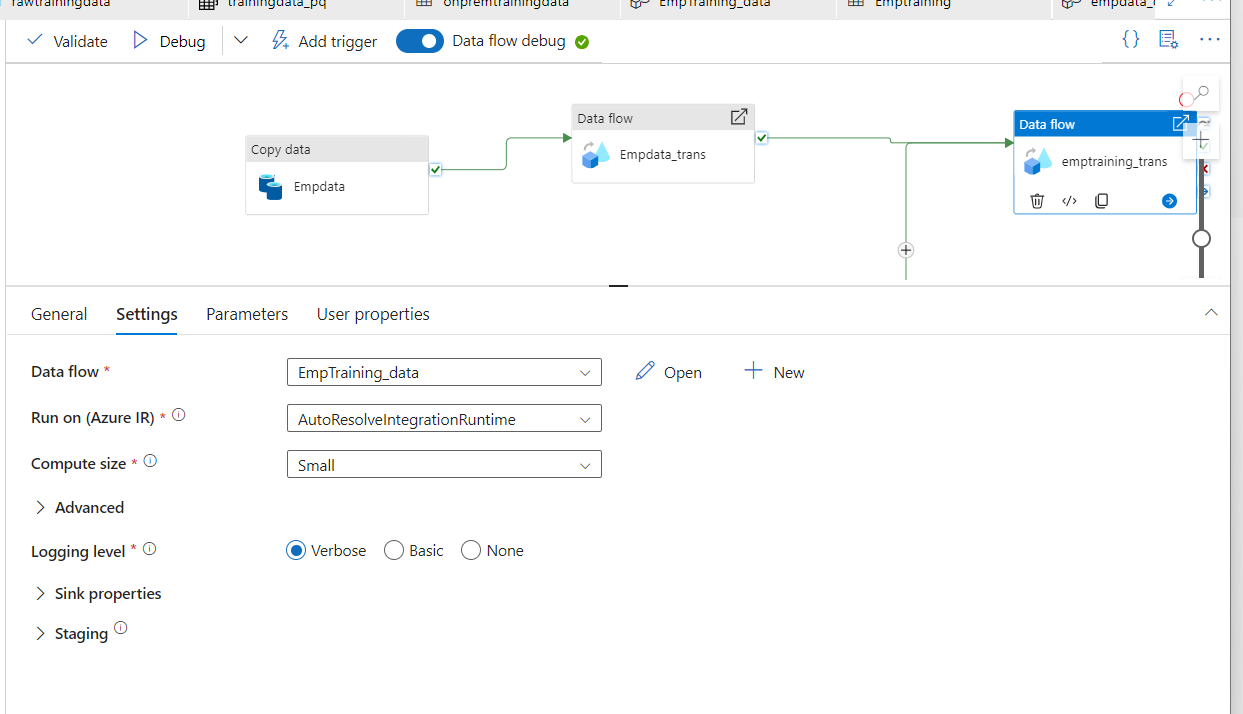 rawtrainingdata
trainingdata_pq
onpremtrainingdata
EmpTraining_data
Emptraining
Validate
Debug
Add trigger
Data flow debug
Copy data
Empdata
Data flow
Empdata_trans
Data flow
emptraining_trans
General
Settings
Parameters
User properties
Data flow *
EmpTraining_data
Open
New
Run on (Azure IR) *
AutoResolveIntegrationRuntime
Compute size *
Small
Advanced
Logging level *
Verbose
Basic
None
Sink properties
Staging